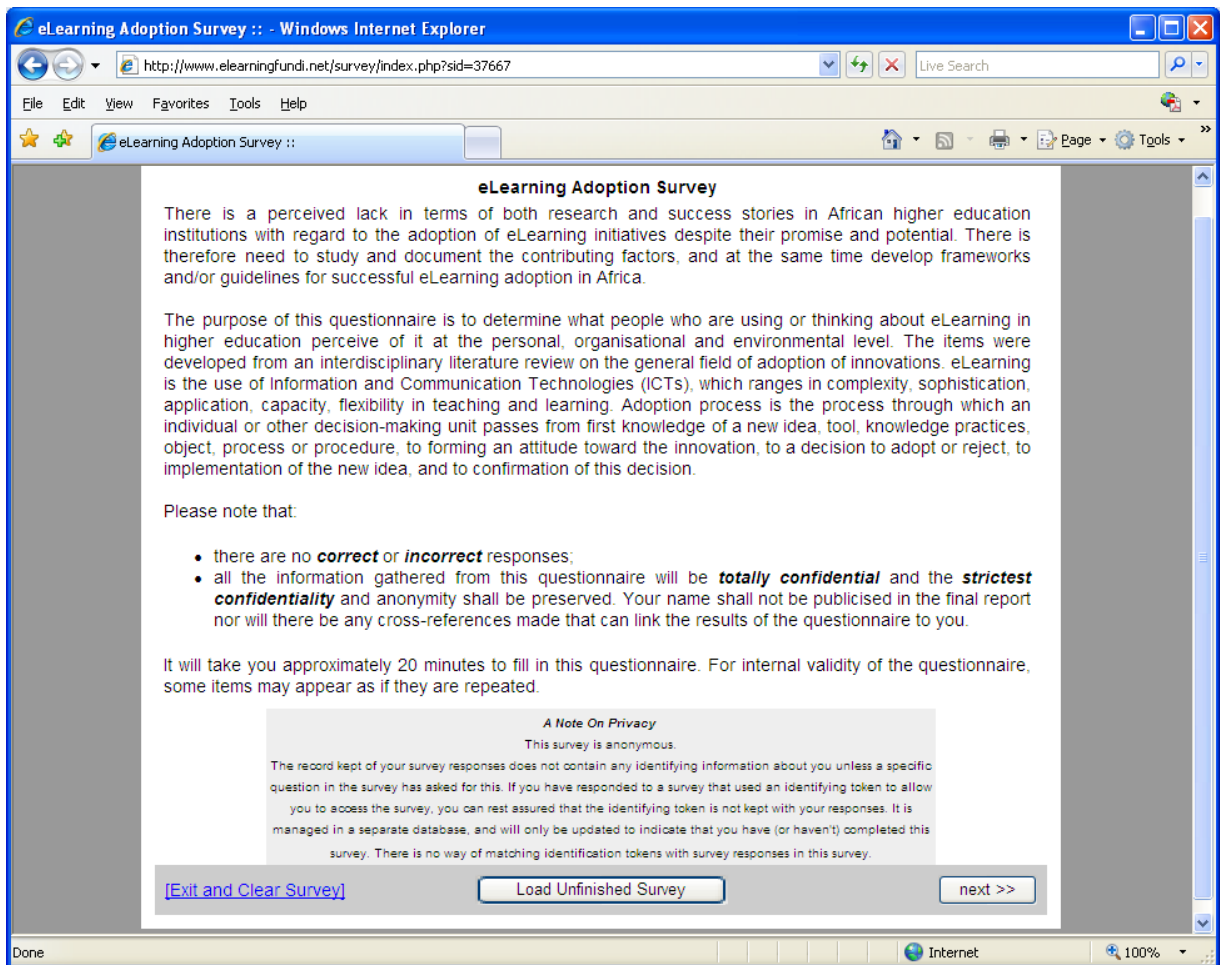 eLearning Adoption Survey :: - Windows Internet Explorer
http://www.elearningfundi.net/survey/index.php?sid=37667
Live Search
File Edit View Favorites Tools Help
eLearning Adoption Survey ::
Page Tools
eLearning Adoption Survey
There is a perceived lack in terms of both research and success stories in African higher education
institutions with regard to the adoption of eLearning initiatives despite their promise and potential. There is
therefore need to study and document the contributing factors, and at the same time develop frameworks
and/or guidelines for successful eLearning adoption in Africa.
The purpose of this questionnaire is to determine what people who are using or thinking about eLearning in
higher education perceive of it at the personal, organisational and environmental level. The items were
developed from an interdisciplinary literature review on the general field of adoption of innovations. eLearning
is the use of Information and Communication Technologies (ICTs), which ranges in complexity, sophistication,
application, capacity, flexibility in teaching and learning. Adoption process is the process through which an
individual or other decision-making unit passes from first knowledge of a new idea, tool, knowledge practices,
object, process or procedure, to forming an attitude toward the innovation, to a decision to adopt or reject, to
implementation of the new idea, and to confirmation of this decision.
Please note that:
• there are no correct or incorrect responses;
• all the information gathered from this questionnaire will be totally confidential and the strictest
confidentiality and anonymity shall be preserved. Your name shall not be publicised in the final report
nor will there be any cross-references made that can link the results of the questionnaire to you.
It will take you approximately 20 minutes to fill in this questionnaire. For internal validity of the questionnaire,
some items may appear as if they are repeated.
A Note On Privacy
This survey is anonymous.
The record kept of your survey responses does not contain any identifying information about you unless a specific
question in the survey has asked for this. If you have responded to a survey that used an identifying token to allow
you to access the survey, you can rest assured that the identifying token is not kept with your responses. It is
managed in a separate database, and will only be updated to indicate that you have (or haven't) completed this
survey. There is no way of matching identification tokens with survey responses in this survey.
[Exit and Clear Survey] Load Unfinished Survey next >>
Done Internet 100%